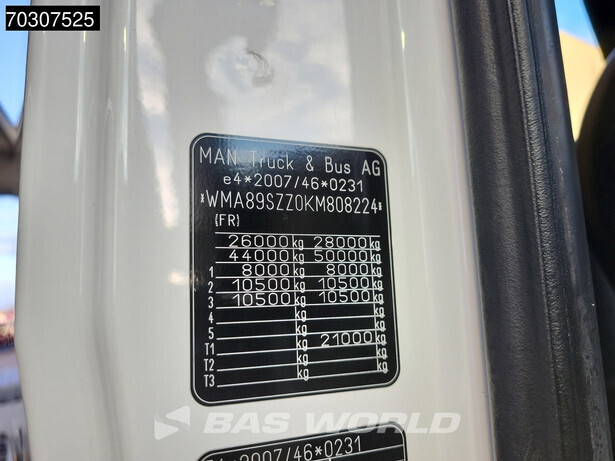 70307525
MAN Truck & Bus AG
e4*2007/46*0231
*WMA89SZZ0KM808224*
(FR)
26000kg 28000kg
44000kg 50000kg
1 8000kg 8000kg
2 10500kg 10500kg
3 10500kg 10500kg
4 kg kg
5 kg kg
T1 kg 21000kg
T2 kg kg
T3 kg kg
BAS WORLD
e4*2007/46*0231